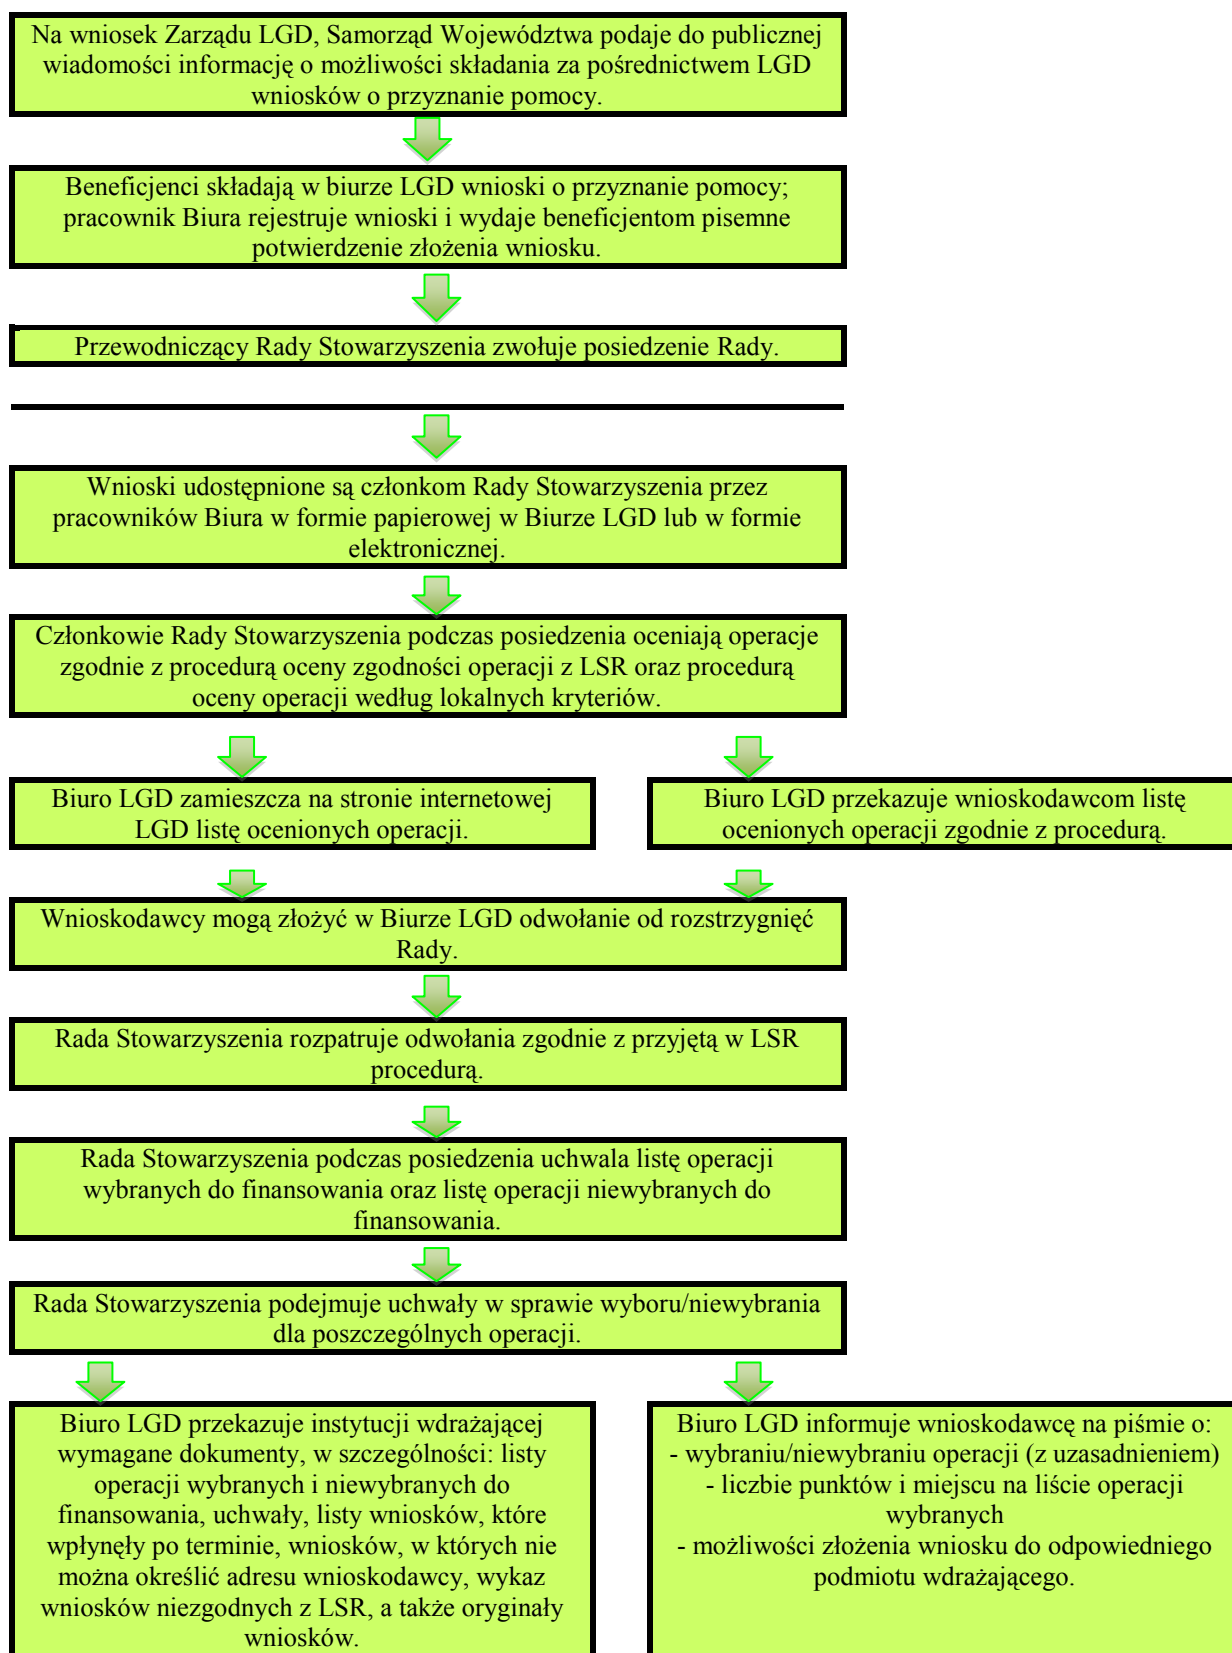 Na wniosek Zarządu LGD, Samorząd Województwa podaje do publicznej
wiadomości informację o możliwości składania za pośrednictwem LGD
wniosków o przyznanie pomocy.
Beneficjenci składają w biurze LGD wnioski o przyznanie pomocy;
pracownik Biura rejestruje wnioski i wydaje beneficjentom pisemne
potwierdzenie złożenia wniosku.
Przewodniczący Rady Stowarzyszenia zwołuje posiedzenie Rady.
Wnioski udostępnione są członkom Rady Stowarzyszenia przez
pracowników Biura w formie papierowej w Biurze LGD lub w formie
elektronicznej.
Członkowie Rady Stowarzyszenia podczas posiedzenia oceniają operacje
zgodnie z procedurą oceny zgodności operacji z LSR oraz procedurą
oceny operacji według lokalnych kryteriów.
Biuro LGD zamieszcza na stronie internetowej
LGD listę ocenionych operacji.
Biuro LGD przekazuje wnioskodawcom listę
ocenionych operacji zgodnie z procedurą.
Wnioskodawcy mogą złożyć w Biurze LGD odwołanie od rozstrzygnięć
Rady.
Rada Stowarzyszenia rozpatruje odwołania zgodnie z przyjętą w LSR
procedurą.
Rada Stowarzyszenia podczas posiedzenia uchwala listę operacji
wybranych do finansowania oraz listę operacji niewybranych do
finansowania.
Rada Stowarzyszenia podejmuje uchwały w sprawie wyboru/niewybrania
dla poszczególnych operacji.
Biuro LGD przekazuje instytucji wdrażającej
wymagane dokumenty, w szczególności: listy
operacji wybranych i niewybranych do
finansowania, uchwały, listy wniosków, które
wpłynęły po terminie, wniosków, w których nie
można określić adresu wnioskodawcy, wykaz
wniosków niezgodnych z LSR, a także oryginały
wniosków.
Biuro LGD informuje wnioskodawcę na piśmie o:
- wybraniu/niewybraniu operacji (z uzasadnieniem)
- liczbie punktów i miejscu na liście operacji
wybranych
- możliwości złożenia wniosku do odpowiedniego
podmiotu wdrażającego.